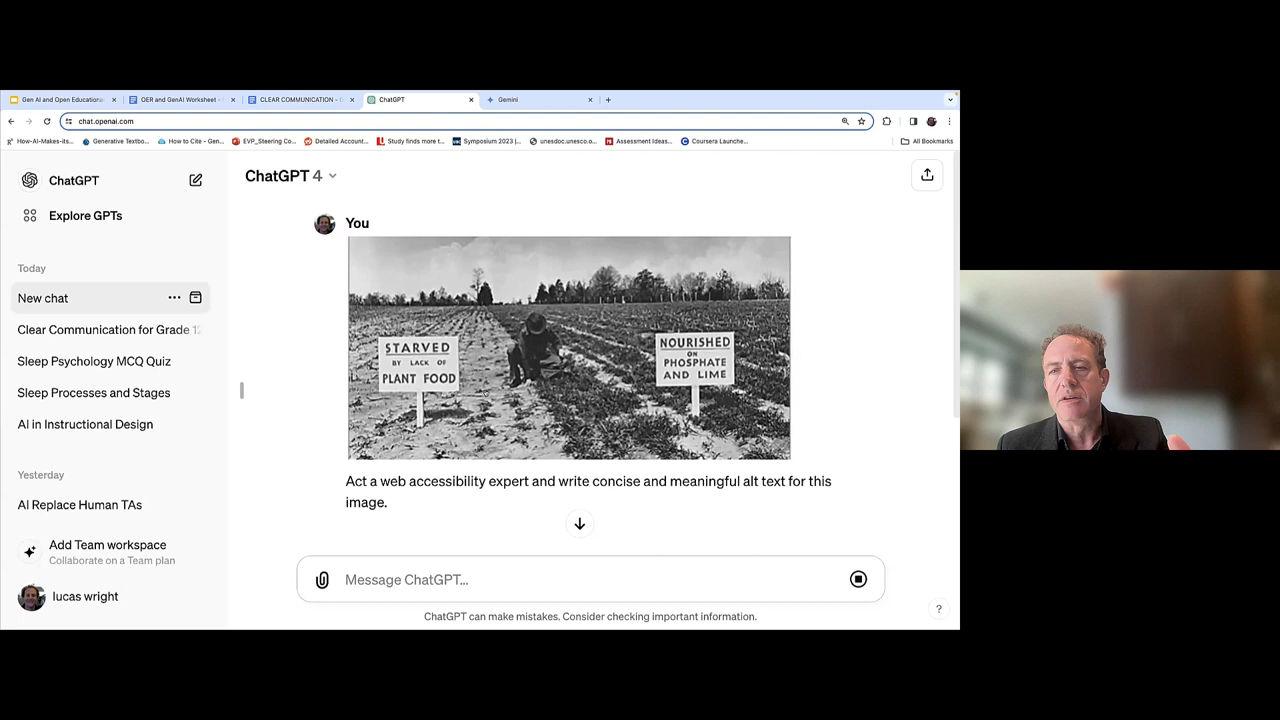 Gen AI and Open Educationa
OER and GenAI Worksheet -
CLEAR COMMUNICATION -
ChatGPT
Gemini
chat.openai.com
How-AI-Makes-its...
Generative Textbo...
How to Cite - Gen...
EVP_Steering Co...
Detailed Account...
Study finds more t...
Symposium 2023 |...
unesdoc.unesco.o...
Assessment Ideas...
Coursera Launche...
All Bookmarks
ChatGPT
ChatGPT 4
Explore GPTs
You
Today
New chat
Clear Communication for Grade 12
Sleep Psychology MCQ Quiz
Sleep Processes and Stages
AI in Instructional Design
Yesterday
AI Replace Human TAs
Add Team workspace
Collaborate on a Team plan
lucas wright
STARVED
BY LACK OF
PLANT FOOD
NOURISHED
ON
PHOSPHATE
AND LIME
Act a web accessibility expert and write concise and meaningful alt text for this
image.
Message ChatGPT...
ChatGPT can make mistakes. Consider checking important information.
?